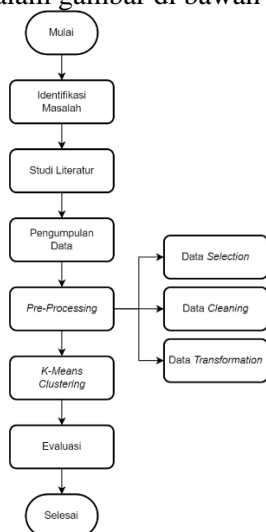 dalam gambar di bawah
Mulai
Identifikasi
Masalah
Studi Literatur
Pengumpulan
Data
Pre-Processing
Data Selection
Data Cleaning
Data Transformation
K-Means
Clustering
Evaluasi
Selesai